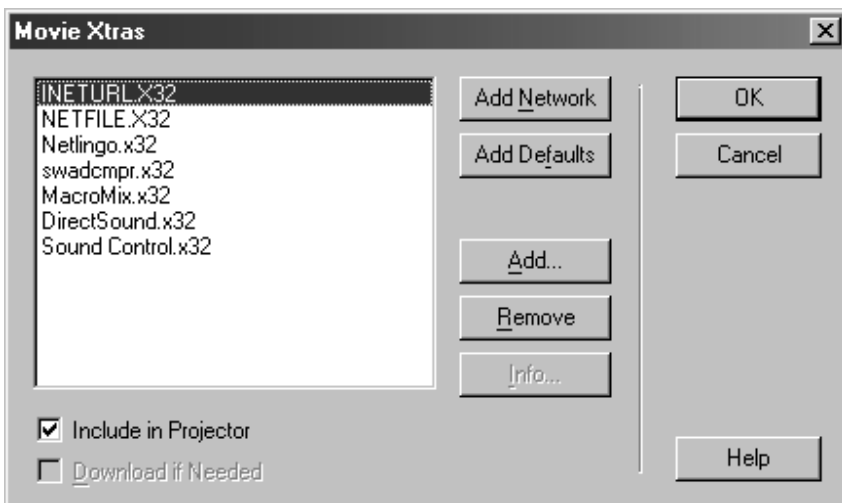 Movie Xtras
INETURL.X32
NETFILE.X32
Netlingo.x32
swadcmpr.x32
MacroMix.x32
DirectSound.x32
Sound Control.x32
Add Network
Add Defaults
Add...
Remove
Info...
OK
Cancel
Help
Include in Projector
Download if Needed